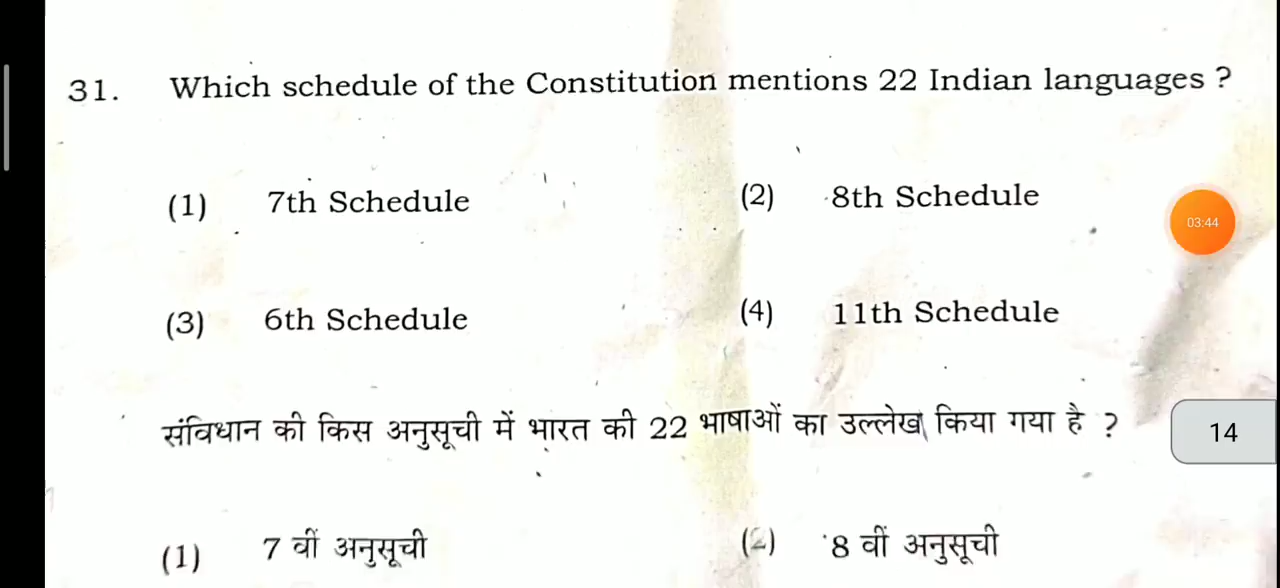 31. Which schedule of the Constitution mentions 22 Indian languages ?
(1) 7th Schedule (2) 8th Schedule
03:44
(3) 6th Schedule (4) 11th Schedule
संविधान की किस अनुसूची में भारत की 22 भाषाओं का उल्लेख किया गया है ?
14
(1) 7 वीं अनुसूची (2) 8 वीं अनुसूची